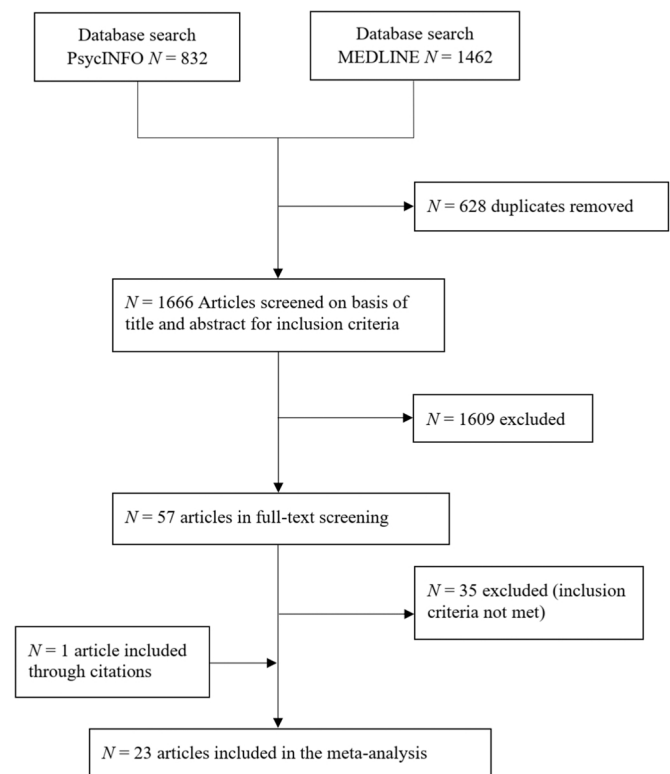 Database search
PsycINFO N = 832
Database search
MEDLINE N = 1462
N = 628 duplicates removed
N = 1666 Articles screened on basis of
title and abstract for inclusion criteria
N = 1609 excluded
N = 57 articles in full-text screening
N = 35 excluded (inclusion
criteria not met)
N = 1 article included
through citations
N = 23 articles included in the meta-analysis